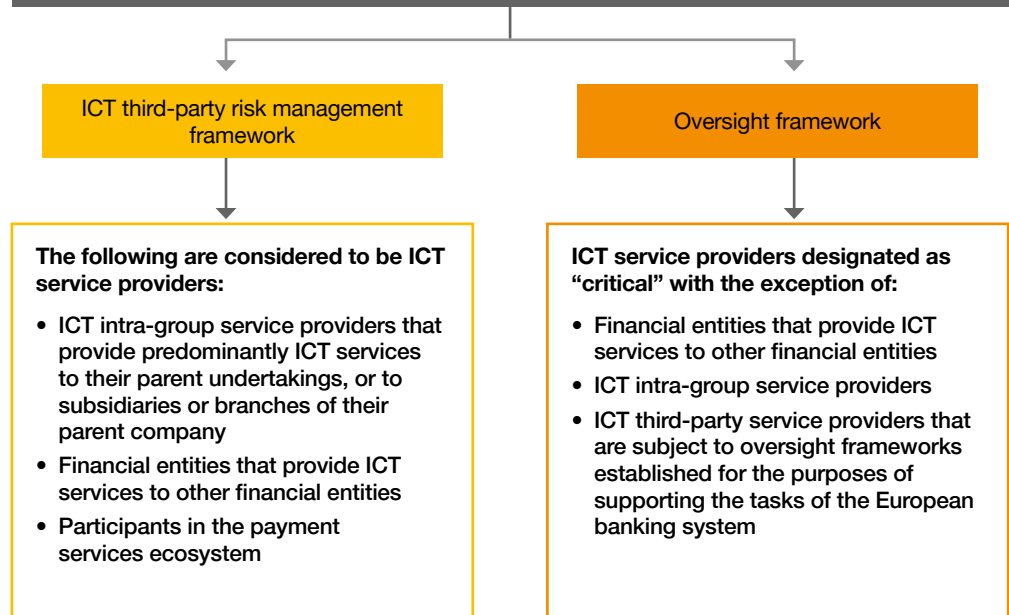 ICT third-party risk management
framework
Oversight framework
The following are considered to be ICT
service providers:
• ICT intra-group service providers that
provide predominantly ICT services
to their parent undertakings, or to
subsidiaries or branches of their
parent company
• Financial entities that provide ICT
services to other financial entities
• Participants in the payment
services ecosystem
ICT service providers designated as
“critical” with the exception of:
• Financial entities that provide ICT
services to other financial entities
• ICT intra-group service providers
• ICT third-party service providers that
are subject to oversight frameworks
established for the purposes of
supporting the tasks of the European
banking system